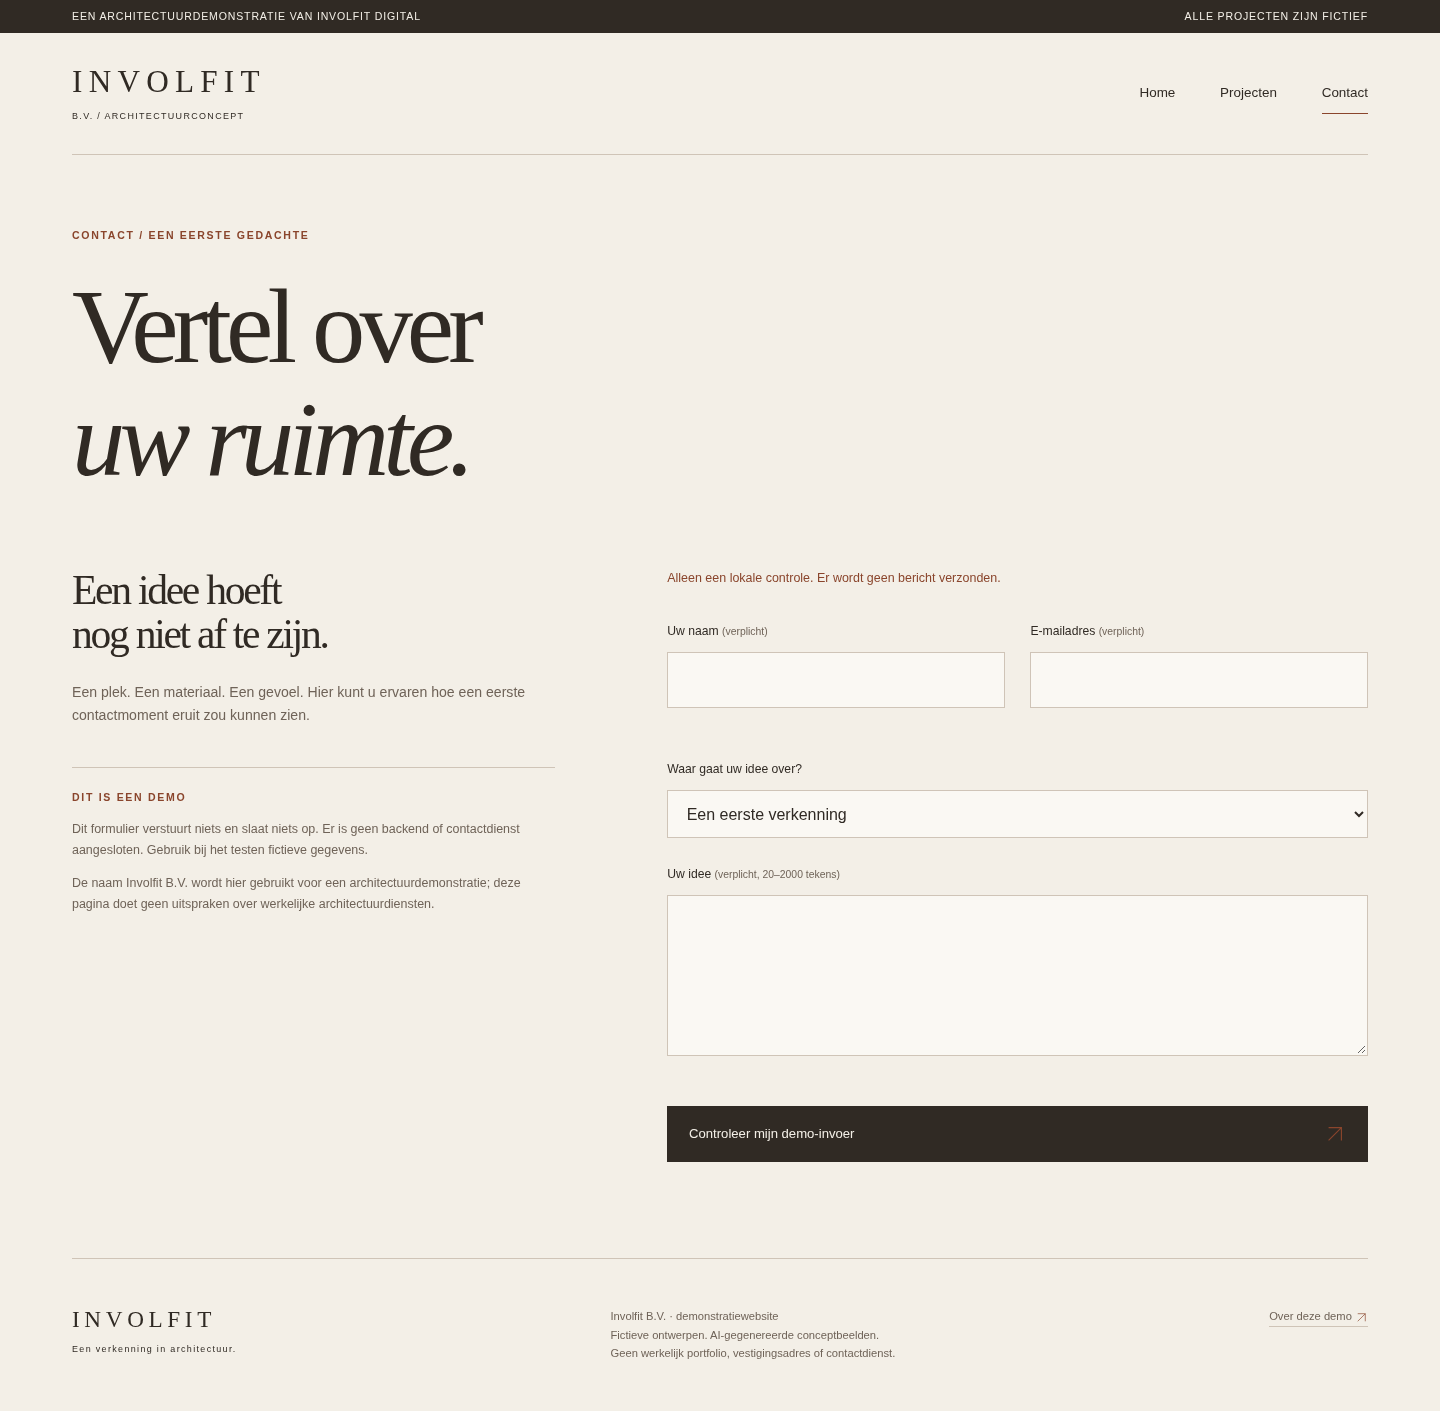 EEN ARCHITECTUURDEMONSTRATIE VAN INVOLFIT DIGITAL
ALLE PROJECTEN ZIJN FICTIEF
INVOLFIT
B.V. / ARCHITECTUURCONCEPT
Home
Projecten
Contact
CONTACT / EEN EERSTE GEDACHTE
Vertel over
uw ruimte.
Een idee hoeft
nog niet af te zijn.
Een plek. Een materiaal. Een gevoel. Hier kunt u ervaren hoe een eerste
contactmoment eruit zou kunnen zien.
DIT IS EEN DEMO
Dit formulier verstuurt niets en slaat niets op. Er is geen backend of contactdienst
aangesloten. Gebruik bij het testen fictieve gegevens.
De naam Involfit B.V. wordt hier gebruikt voor een architectuurdemonstratie; deze
pagina doet geen uitspraken over werkelijke architectuurdiensten.
Alleen een lokale controle. Er wordt geen bericht verzonden.
Uw naam (verplicht)
E-mailadres (verplicht)
Waar gaat uw idee over?
Een eerste verkenning
Uw idee (verplicht, 20–2000 tekens)
Controleer mijn demo-invoer
INVOLFIT
Een verkenning in architectuur.
Involfit B.V. · demonstratiewebsite
Fictieve ontwerpen. AI-gegenereerde conceptbeelden.
Geen werkelijk portfolio, vestigingsadres of contactdienst.
Over deze demo